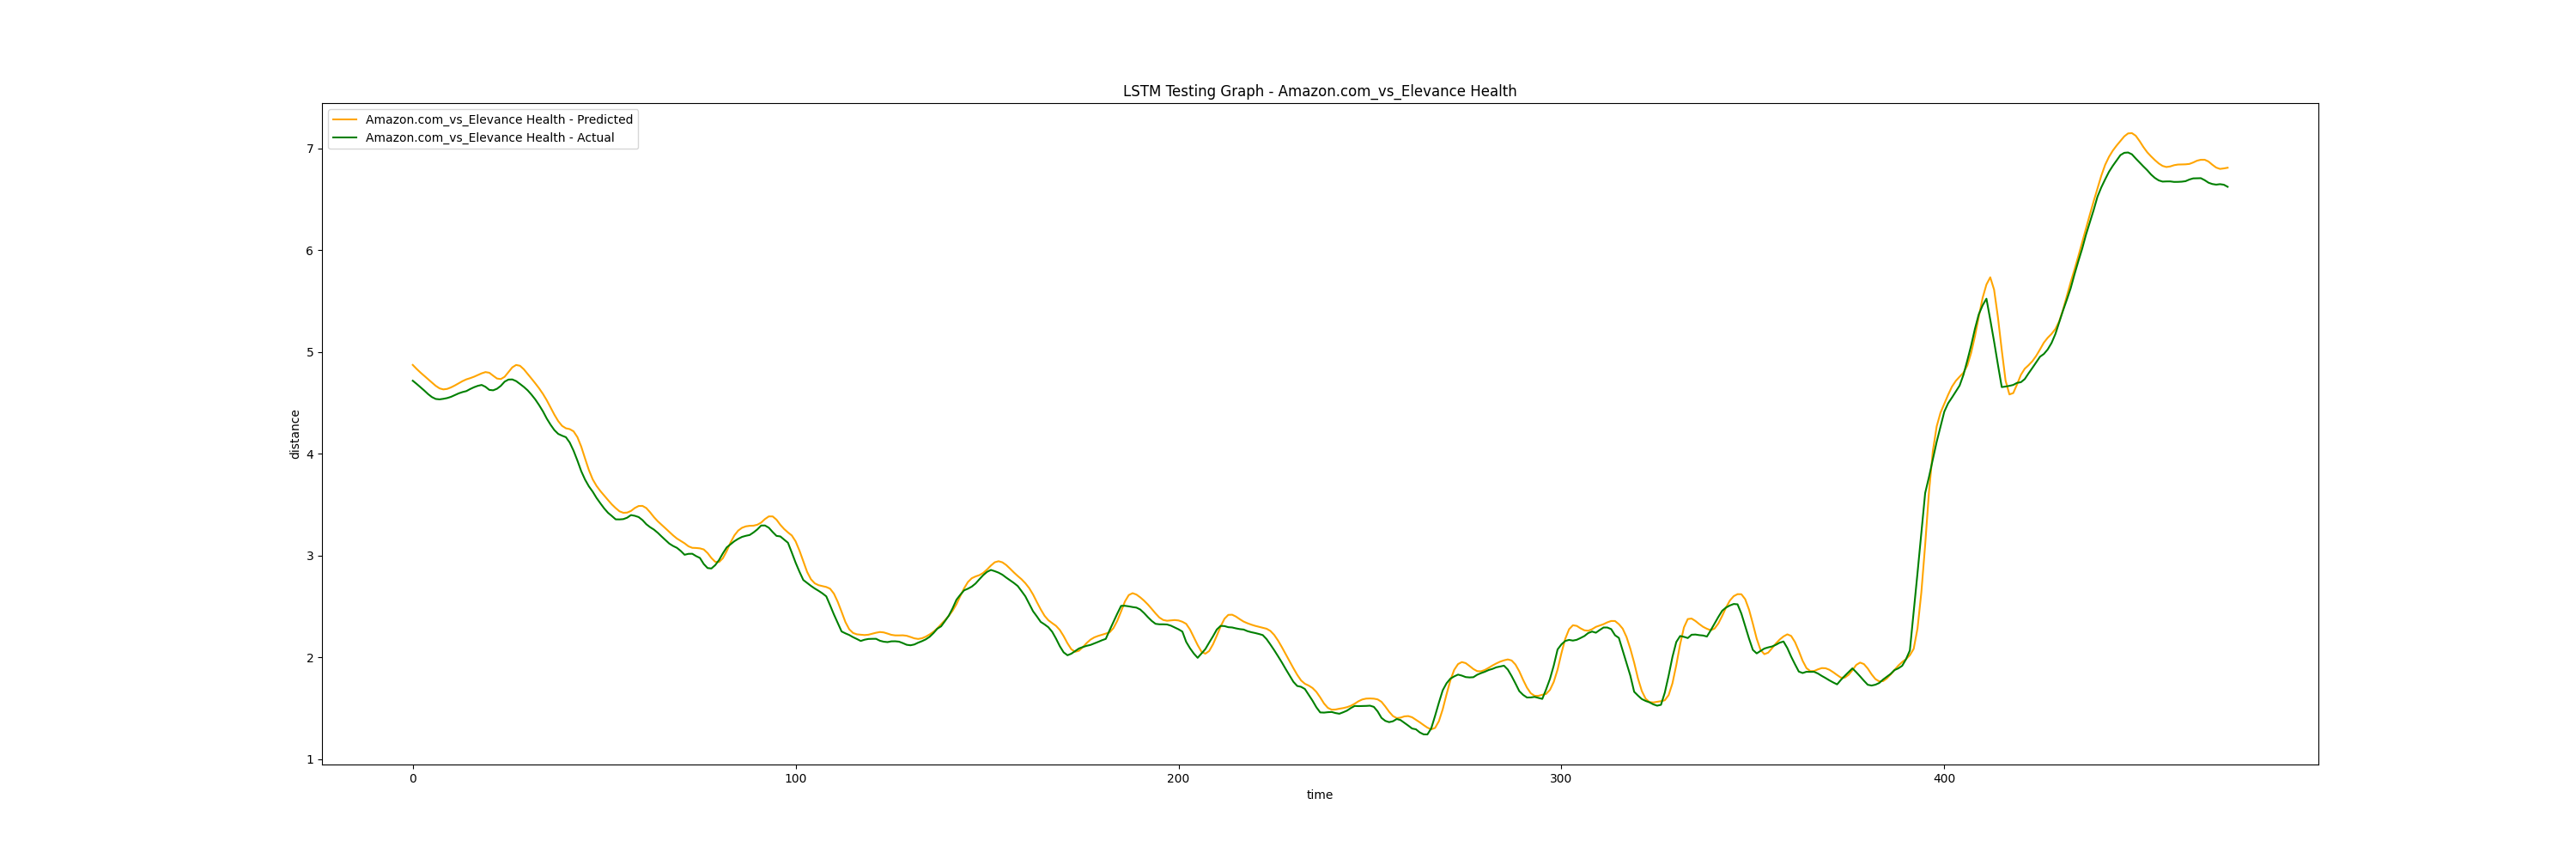 LSTM Testing Graph - Amazon.com_vs_Elevance Health
Amazon.com_vs_Elevance Health - Predicted
Amazon.com_vs_Elevance Health - Actual
7
6
5
4
3
2
1
distance
0 100 200 300 400
time